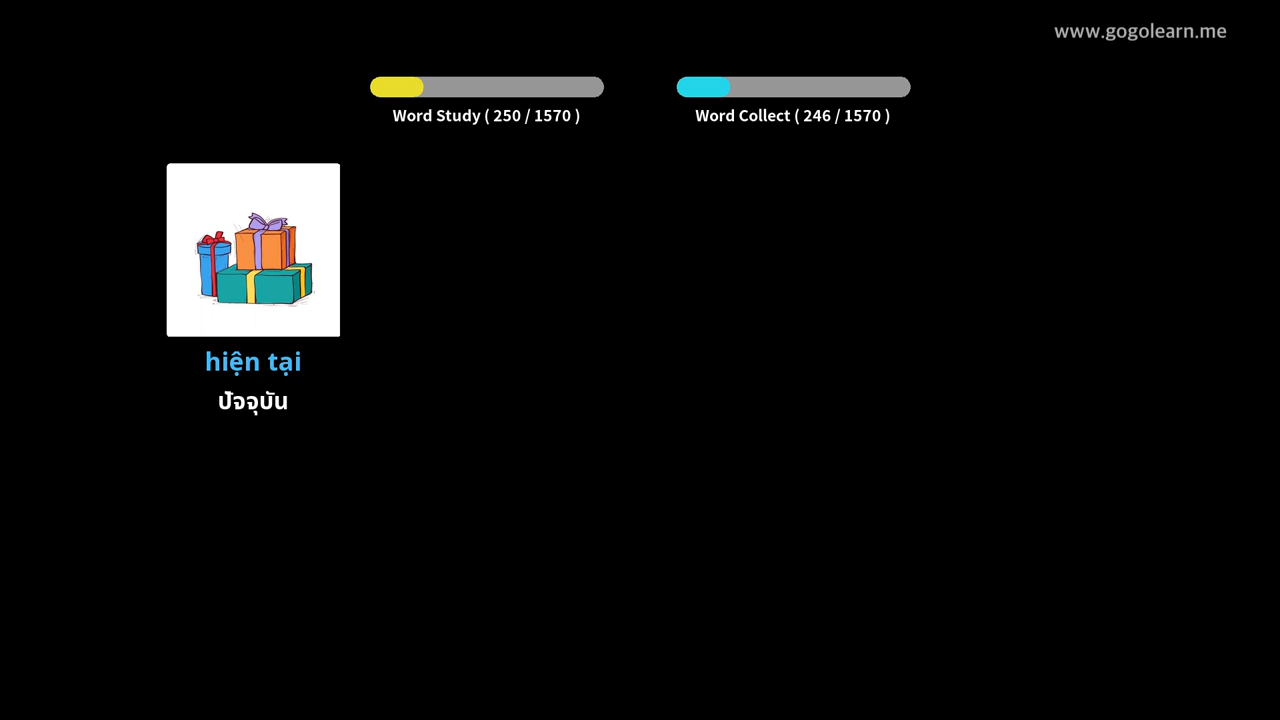 www.gogolearn.me
Word Study ( 250 / 1570 )
Word Collect ( 246 / 1570 )
hiện tại
ปัจจุบัน